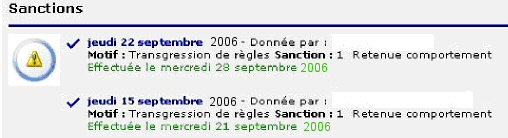 Sanctions
jeudi 22 septembre 2006 - Donnée par :
Motif : Transgression de règles Sanction : 1 Retenue comportement
Effectuée le mercredi 28 septembre 2006
jeudi 15 septembre 2006 - Donnée par :
Motif : Transgression de règles Sanction : 1 Retenue comportement
Effectuée le mercredi 21 septembre 2006